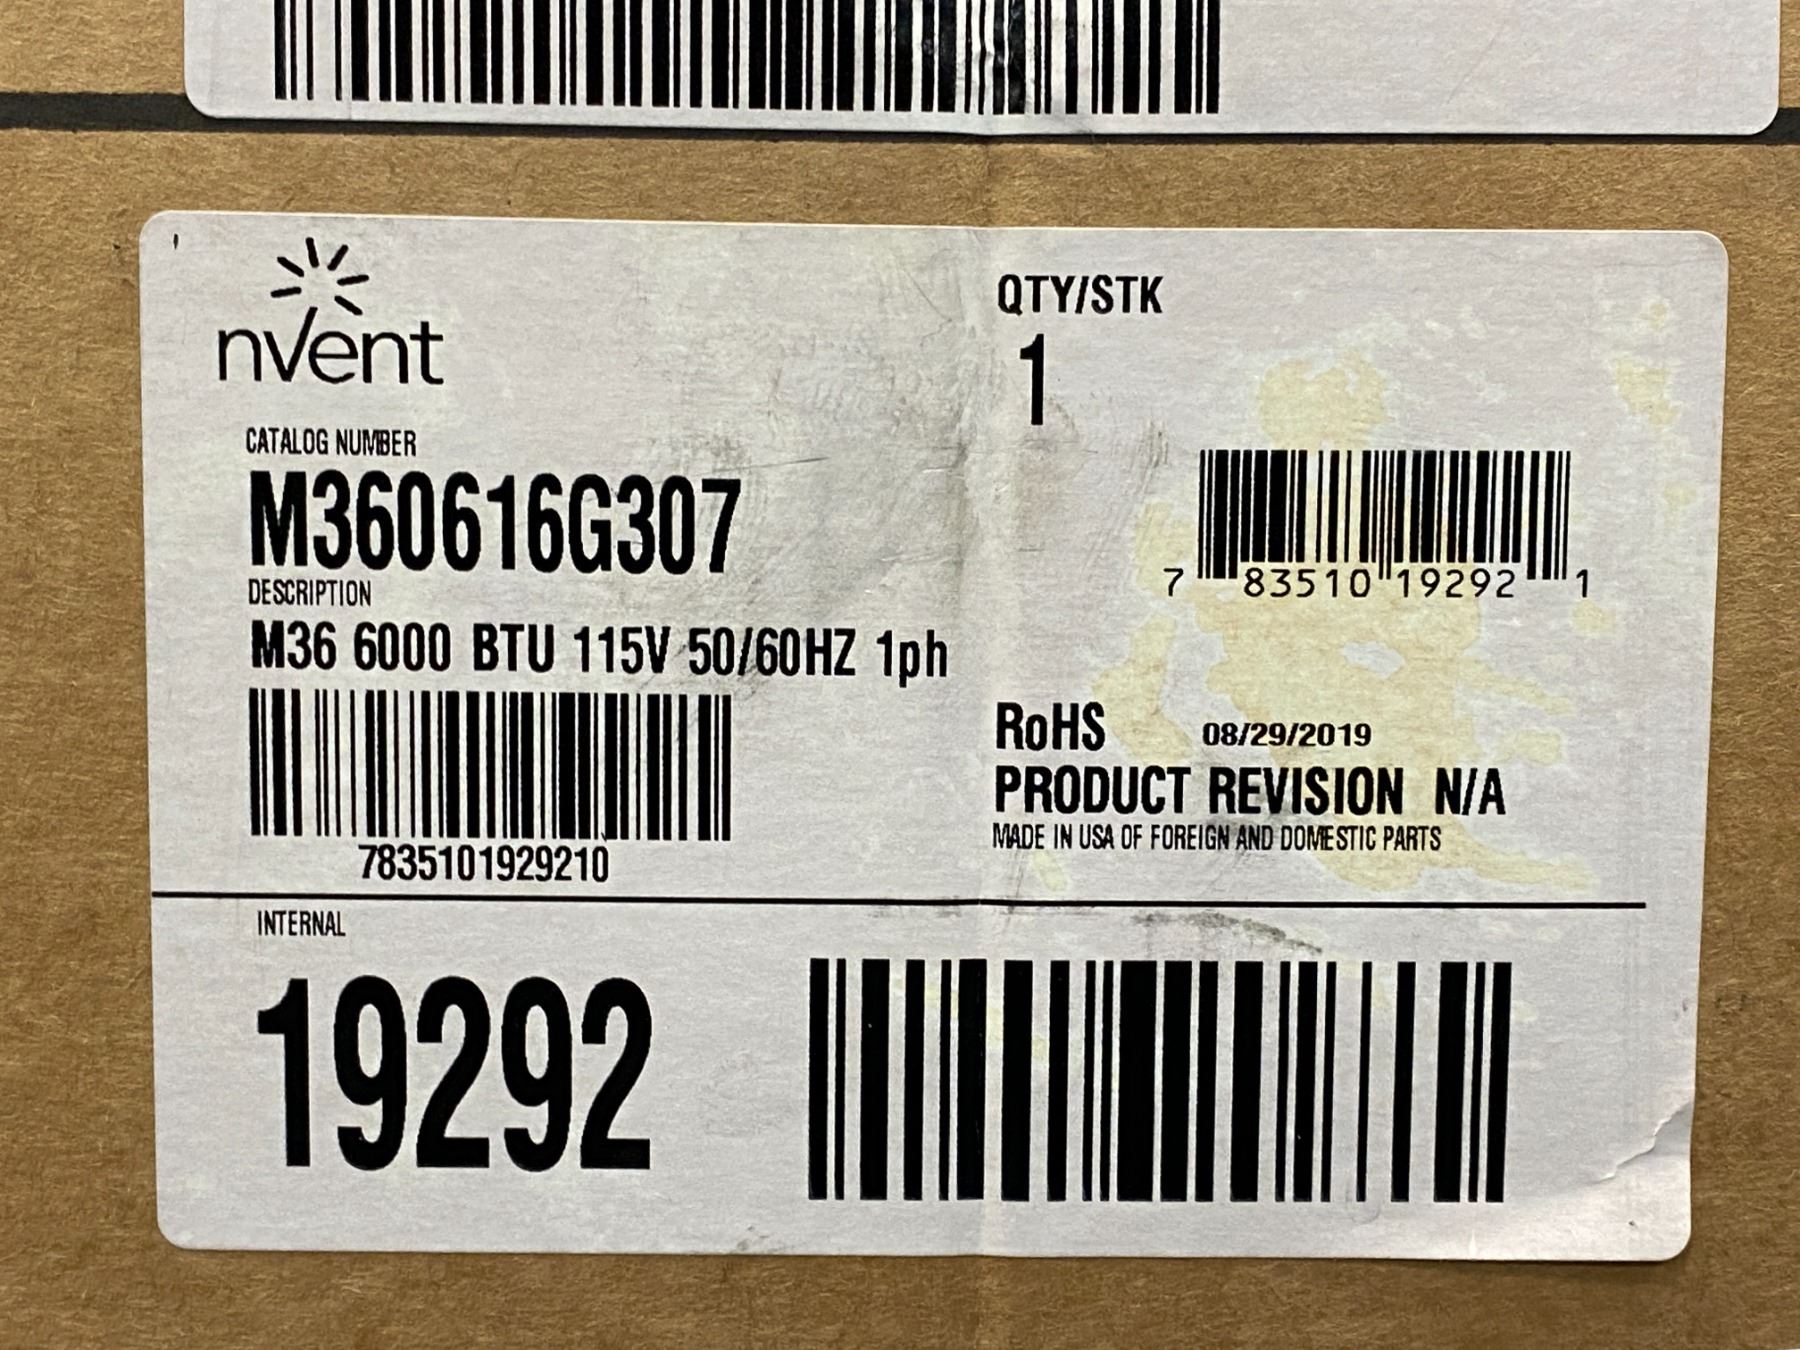 nVent
QTY/STK
1
CATALOG NUMBER
M360616G307
DESCRIPTION
M36 6000 BTU 115V 50/60HZ 1ph
7 83510 19292 1
7835101929210
RoHS 08/29/2019
PRODUCT REVISION N/A
MADE IN USA OF FOREIGN AND DOMESTIC PARTS
INTERNAL
19292